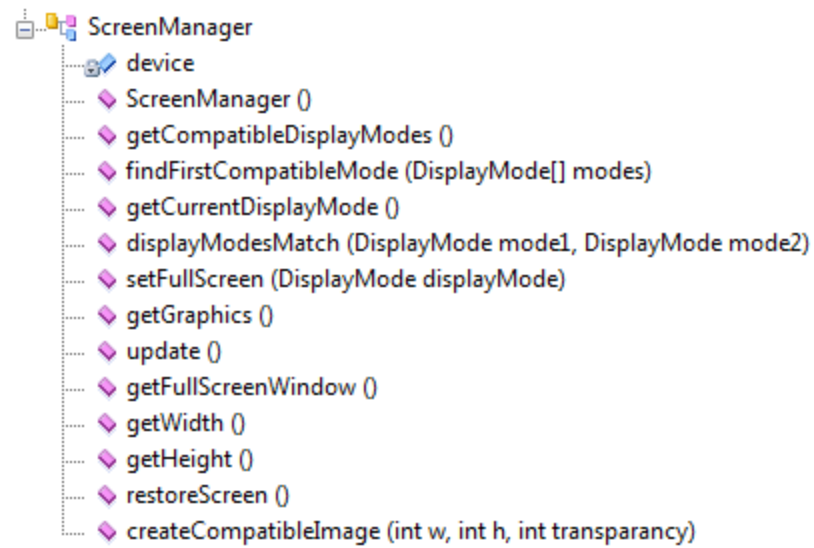 ScreenManager
device
ScreenManager ()
getCompatibleDisplayModes ()
findFirstCompatibleMode (DisplayMode[] modes)
getCurrentDisplayMode ()
displayModesMatch (DisplayMode mode1, DisplayMode mode2)
setFullScreen (DisplayMode displayMode)
getGraphics ()
update ()
getFullScreenWindow ()
getWidth ()
getHeight ()
restoreScreen ()
createCompatibleImage (int w, int h, int transparancy)